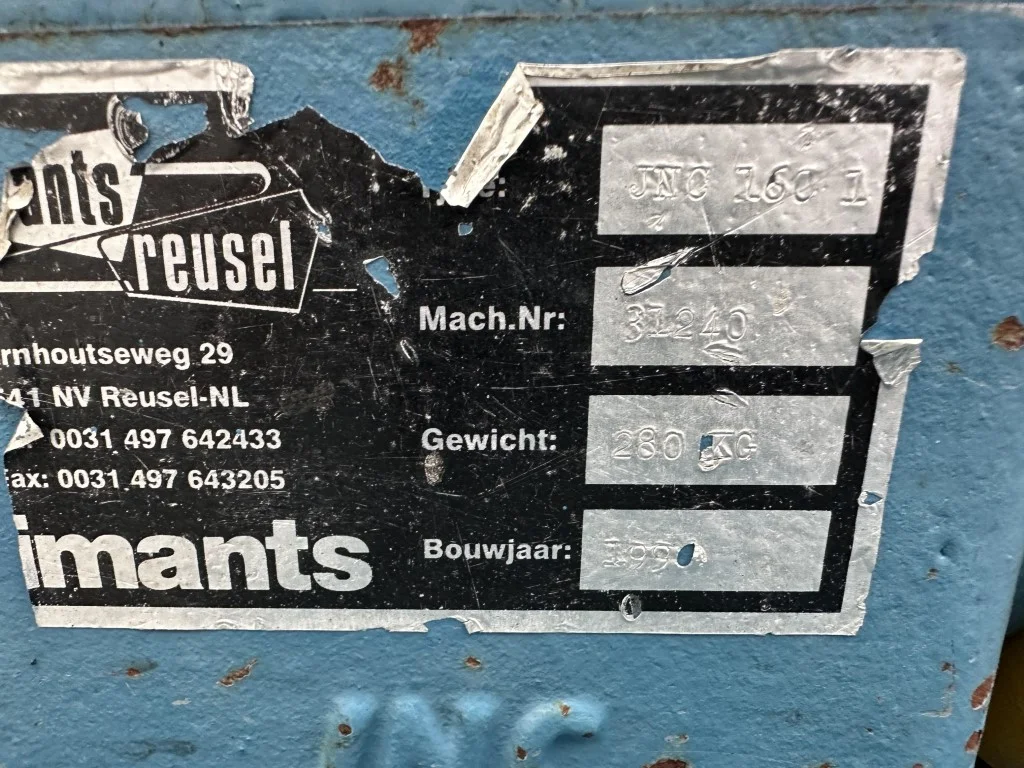 ants
reusel
rnhoutseweg 29
41 NV Reusel-NL
0031 497 642433
ax: 0031 497 643205
imants
JNC 160 1
Mach.Nr: 31240
Gewicht: 280 KG
Bouwjaar: 199
JNC